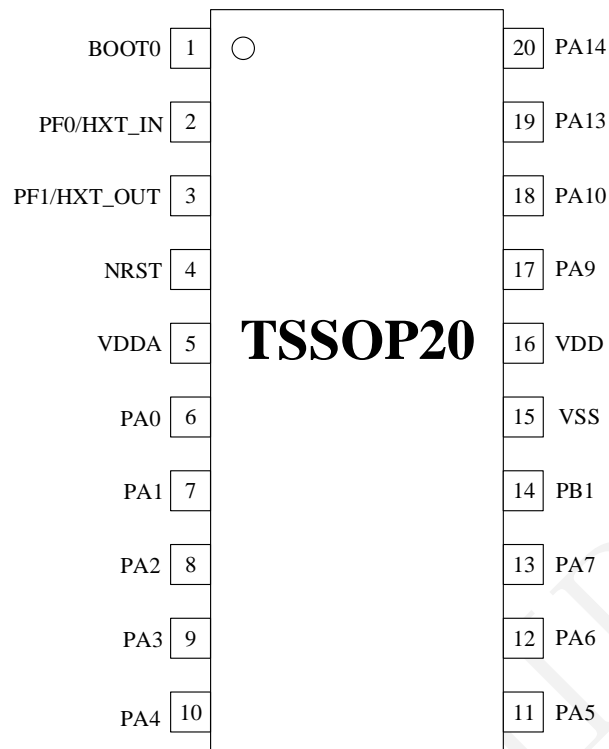 BOOT0 1 20 PA14
PF0/HXT_IN 2 19 PA13
PF1/HXT_OUT 3 18 PA10
NRST 4 17 PA9
VDDA 5 TSSOP20 16 VDD
PA0 6 15 VSS
PA1 7 14 PB1
PA2 8 13 PA7
PA3 9 12 PA6
PA4 10 11 PA5